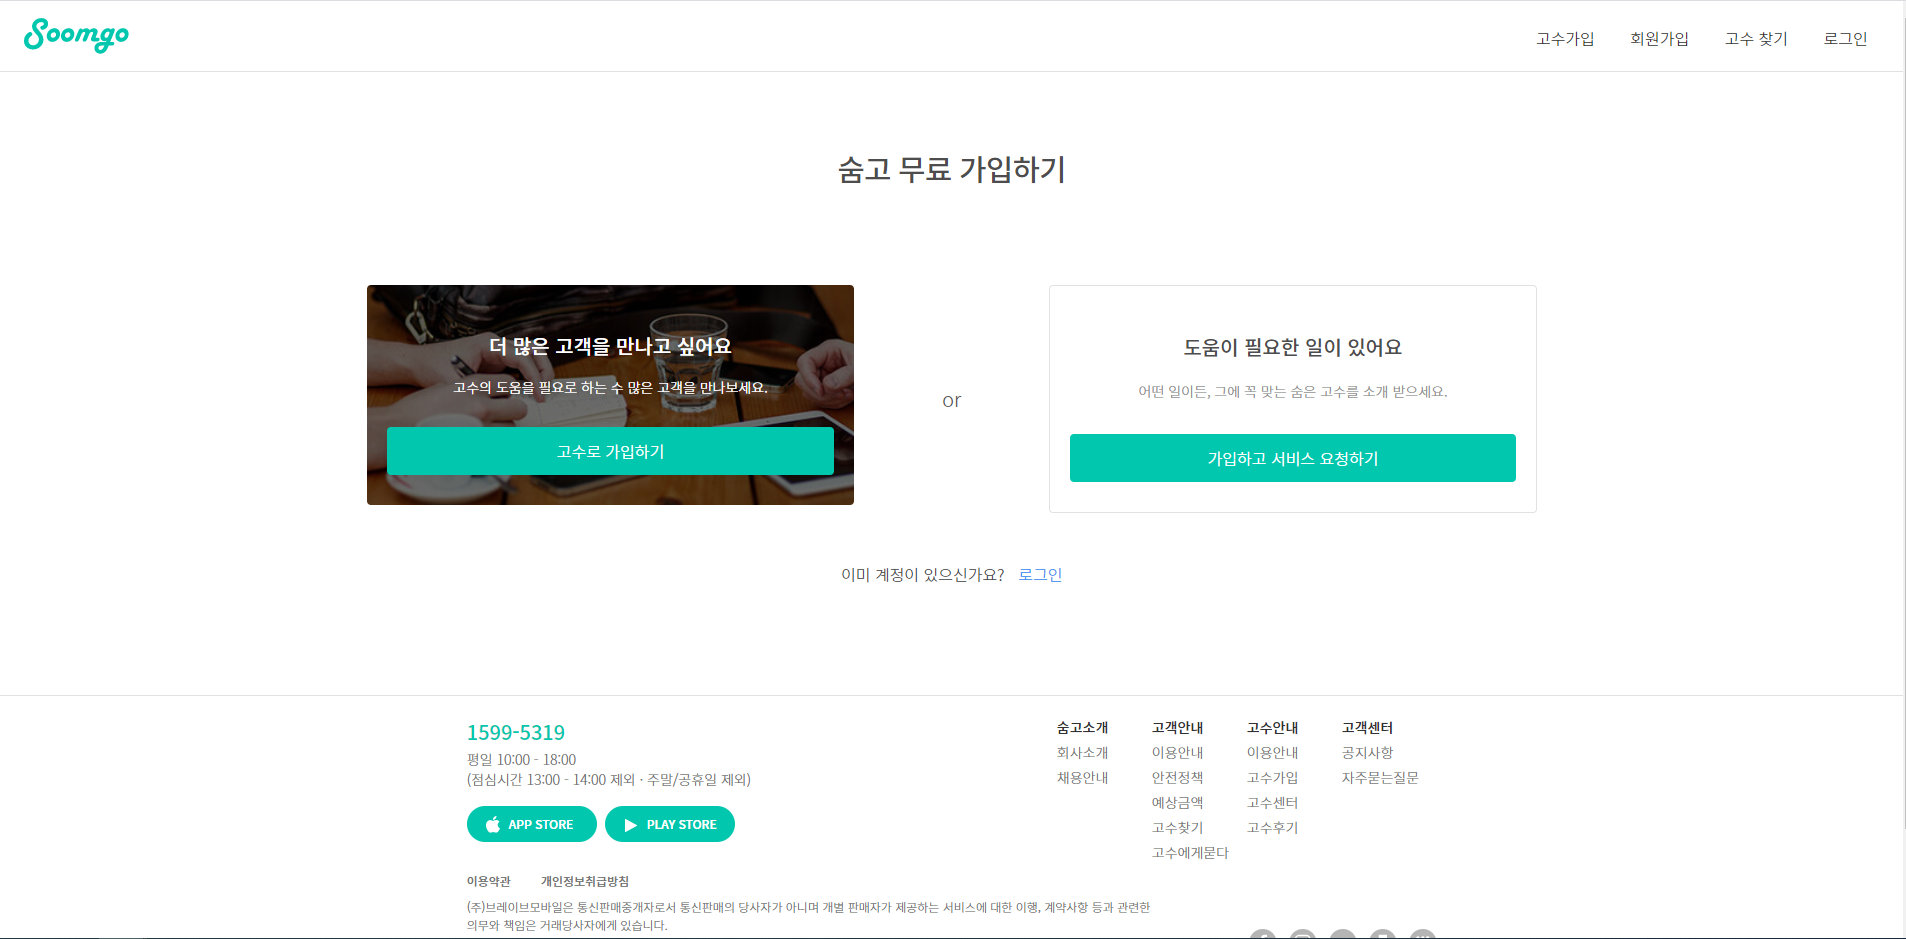 Soomgo
고수가입 회원가입 고수 찾기 로그인
숨고 무료 가입하기
더 많은 고객을 만나고 싶어요
고수의 도움을 필요로 하는 수 많은 고객을 만나보세요.
고수로 가입하기
or
도움이 필요한 일이 있어요
어떤 일이든, 그에 꼭 맞는 숨은 고수를 소개 받으세요.
가입하고 서비스 요청하기
이미 계정이 있으신가요? 로그인
1599-5319
평일 10:00 - 18:00
(점심시간 13:00 - 14:00 제외 · 주말/공휴일 제외)
APP STORE
PLAY STORE
숨고소개
회사소개
채용안내
고객안내
이용안내
안전정책
예상금액
고수찾기
고수에게묻다
고수안내
이용안내
고수가입
고수센터
고수후기
고객센터
공지사항
자주묻는질문
이용약관 개인정보취급방침
(주)브레이브모바일은 통신판매중개자로서 통신판매의 당사자가 아니며 개별 판매자가 제공하는 서비스에 대한 이행, 계약사항 등과 관련한
의무와 책임은 거래당사자에게 있습니다.